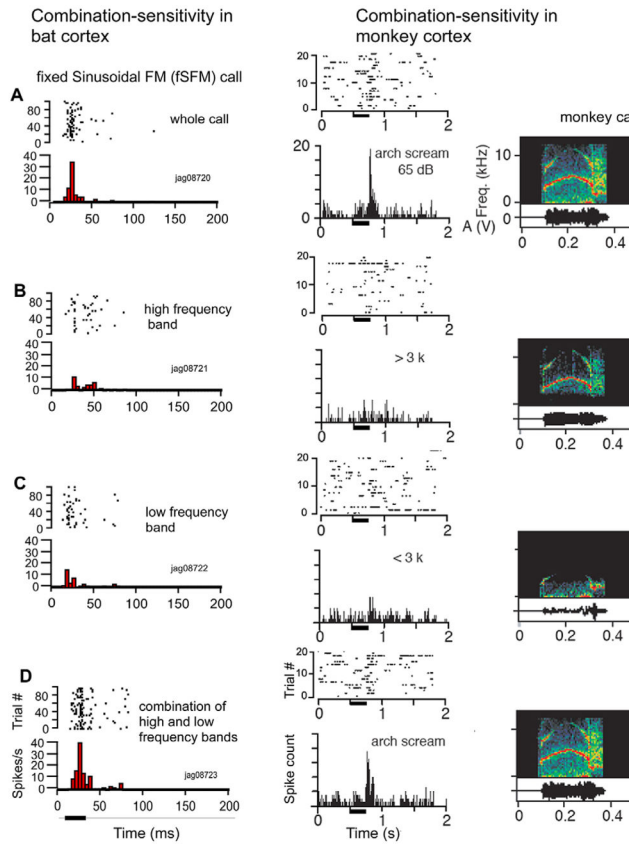 Combination-sensitivity in
bat cortex
Combination-sensitivity in
monkey cortex
fixed Sinusoidal FM (fSFM) call
A
80
40
0
whole call
40
30
20
10
0
jag08720
0 50 100 150 200
20
10
0
0 1 2
20
10
0
arch scream
65 dB
0 1 2
monkey ca
Freq. (kHz)
10
0
A (V)
0 0.2 0.4
B
80
40
0
high frequency
band
40
30
20
10
0
jag08721
0 50 100 150 200
20
10
0
0 1 2
> 3 k
0 1 2
0 0.2 0.4
C
80
40
0
low frequency
band
40
30
20
10
0
jag08722
0 50 100 150 200
20
10
0
0 1 2
< 3 k
0 1 2
0 0.2 0.4
D
Trial #
80
40
0
combination of
high and low
frequency bands
Spikes/s
40
30
20
10
0
jag08723
0 50 100 150 200
Time (ms)
Trial #
20
10
0
0 1 2
Spike count
arch scream
0 1 2
Time (s)
0 0.2 0.4